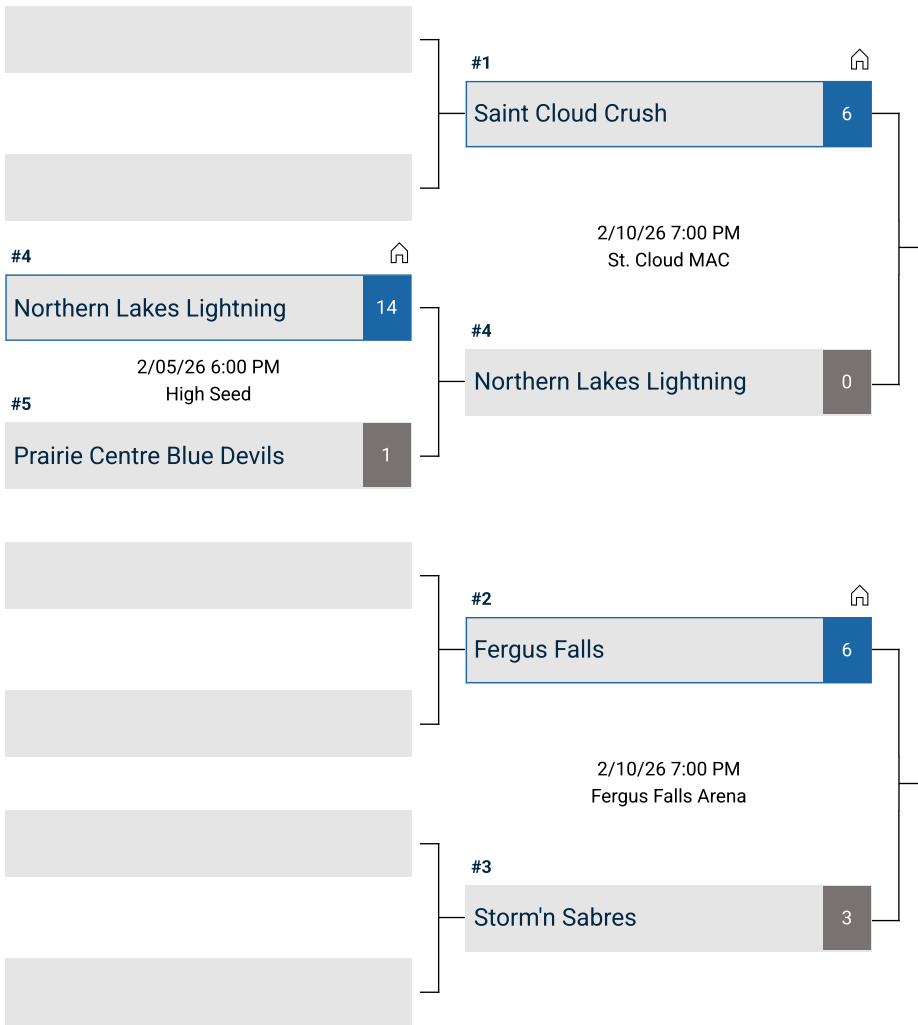 #1
Saint Cloud Crush
6
2/10/26 7:00 PM
St. Cloud MAC
#4
Northern Lakes Lightning
14
2/05/26 6:00 PM
High Seed
#5
Prairie Centre Blue Devils
1
#4
Northern Lakes Lightning
0
#2
Fergus Falls
6
2/10/26 7:00 PM
Fergus Falls Arena
#3
Storm'n Sabres
3